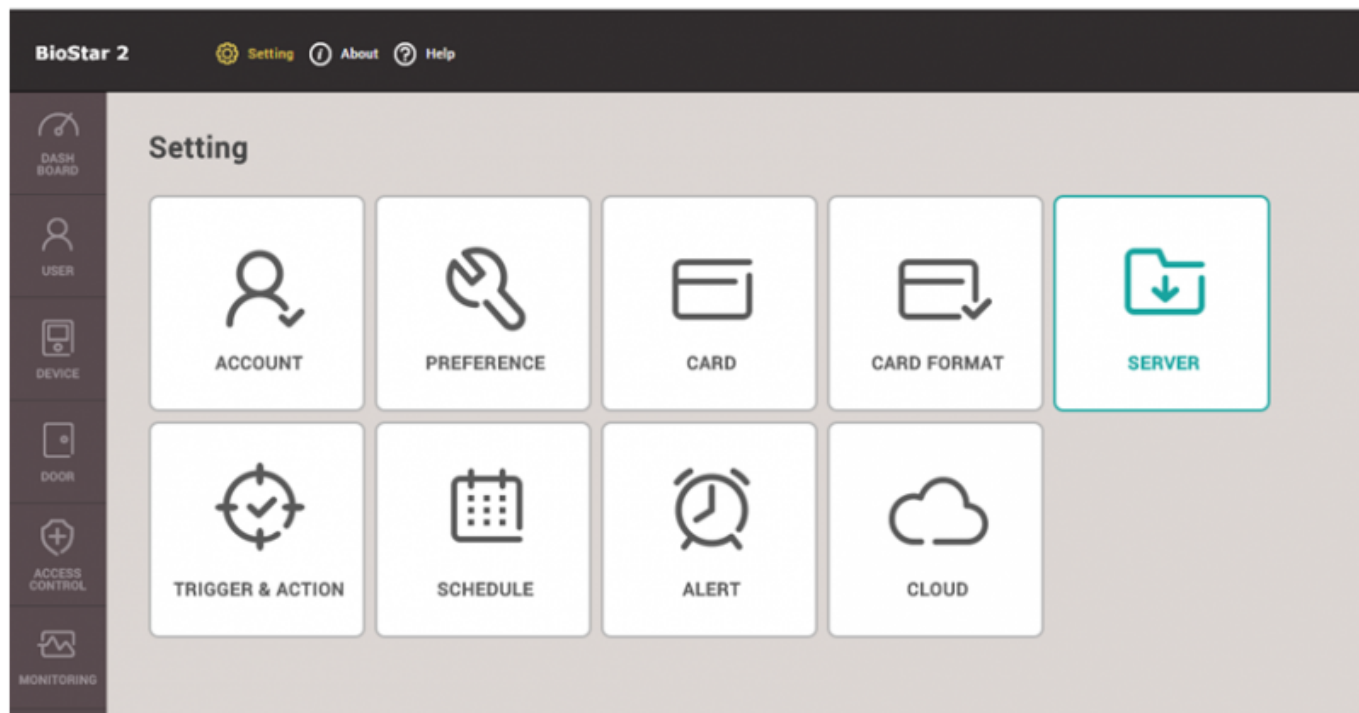 BioStar 2
Setting
About
Help
DASH
BOARD
USER
DEVICE
DOOR
ACCESS
CONTROL
MONITORING
Setting
ACCOUNT
PREFERENCE
CARD
CARD FORMAT
SERVER
TRIGGER & ACTION
SCHEDULE
ALERT
CLOUD